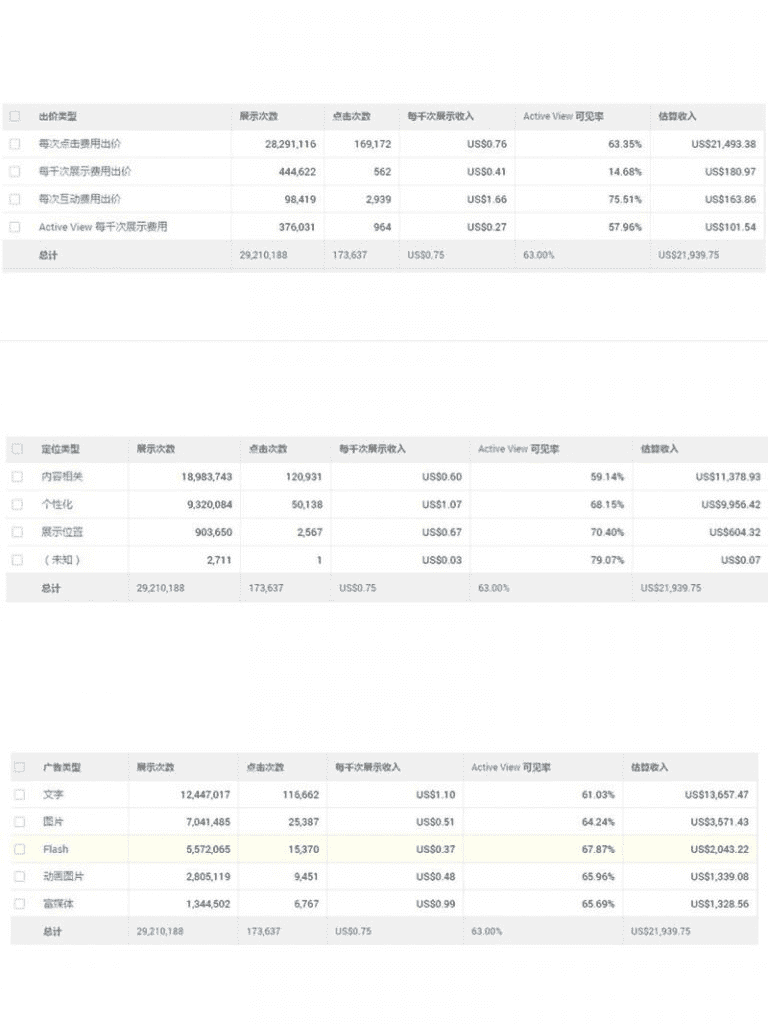 出价类型 展示次数 点击次数 每千次展示收入 Active View 可见率 估算收入
每次点击费用出价 28,291,116 169,172 US$0.76 63.35% US$21,493.38
每千次展示费用出价 444,622 562 US$0.41 14.68% US$180.97
每次互动费用出价 98,419 2,939 US$1.66 75.51% US$163.86
Active View 每千次展示费用 376,031 964 US$0.27 57.96% US$101.54
总计 29,210,188 173,637 US$0.75 63.00% US$21,939.75
定位类型 展示次数 点击次数 每千次展示收入 Active View 可见率 估算收入
内容相关 18,983,743 120,931 US$0.60 59.14% US$11,378.93
个性化 9,320,084 50,138 US$1.07 68.15% US$9,956.42
展示位置 903,650 2,567 US$0.67 70.40% US$604.32
（未知） 2,711 1 US$0.03 79.07% US$0.07
总计 29,210,188 173,637 US$0.75 63.00% US$21,939.75
广告类型 展示次数 点击次数 每千次展示收入 Active View 可见率 估算收入
文字 12,447,017 116,662 US$1.10 61.03% US$13,657.47
图片 7,041,485 25,387 US$0.51 64.24% US$3,571.43
Flash 5,572,065 15,370 US$0.37 67.87% US$2,043.22
动画图片 2,805,119 9,451 US$0.48 65.96% US$1,339.08
富媒体 1,344,502 6,767 US$0.99 65.69% US$1,328.56
总计 29,210,188 173,637 US$0.75 63.00% US$21,939.75